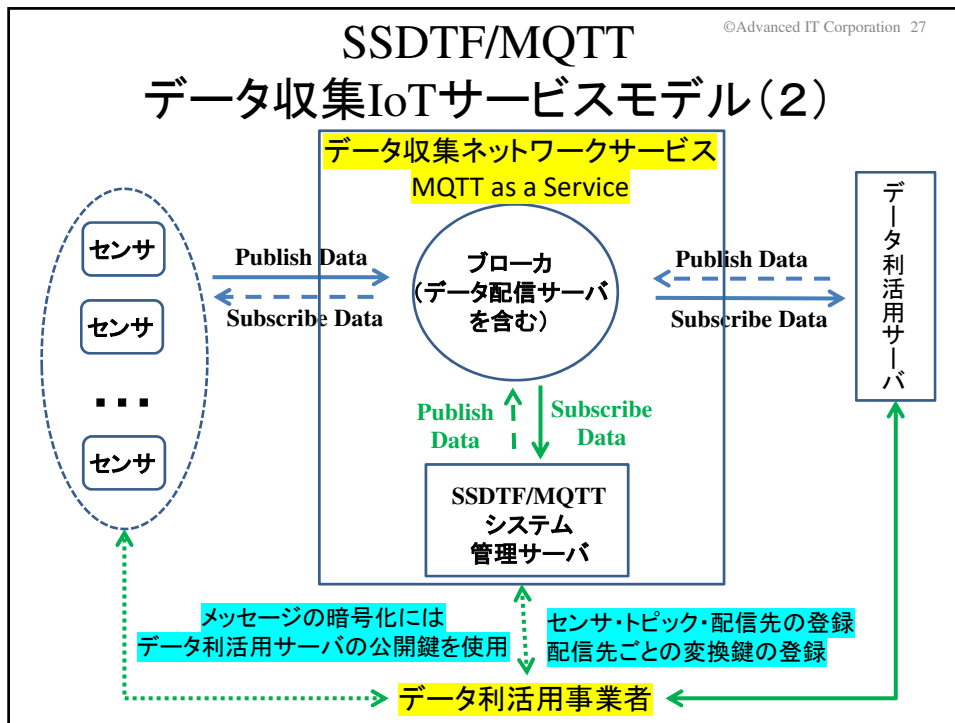 ©Advanced IT Corporation 27
SSDTF/MQTT
データ収集IoTサービスモデル(２)
データ収集ネットワークサービス
MQTT as a Service
センサ
センサ
・・・
センサ
Publish Data
Subscribe Data
ブローカ
(データ配信サーバ
を含む)
Publish Data
Subscribe Data
データ利活用サーバ
Publish
Data
Subscribe
Data
SSDTF/MQTT
システム
管理サーバ
メッセージの暗号化には
データ利活用サーバの公開鍵を使用
センサ・トピック・配信先の登録
配信先ごとの変換鍵の登録
データ利活用事業者